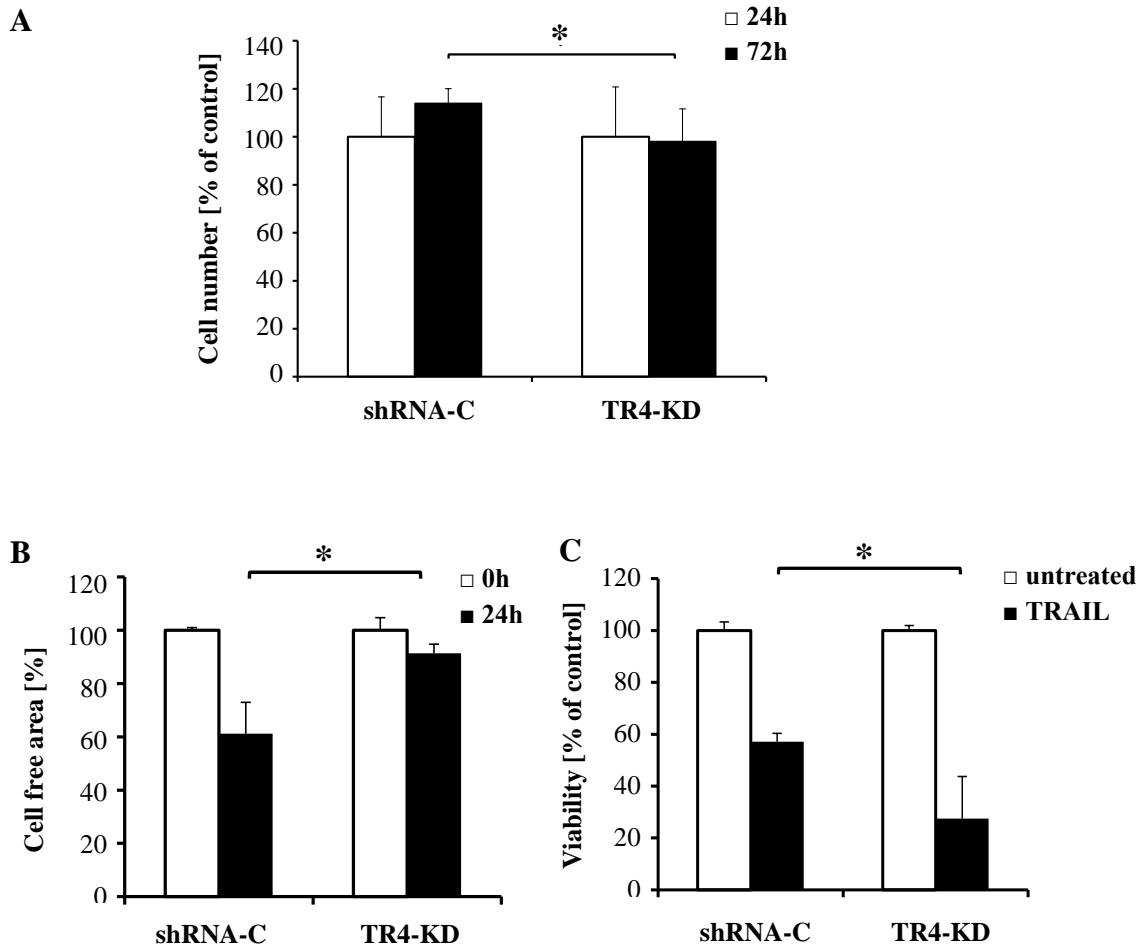 A
*
□ 24h
■ 72h
Cell number [% of control]
140
120
100
80
60
40
20
0
shRNA-C TR4-KD
B
*
□ 0h
■ 24h
Cell free area [%]
120
100
80
60
40
20
0
shRNA-C TR4-KD
C
*
□ untreated
■ TRAIL
Viability [% of control]
120
100
80
60
40
20
0
shRNA-C TR4-KD